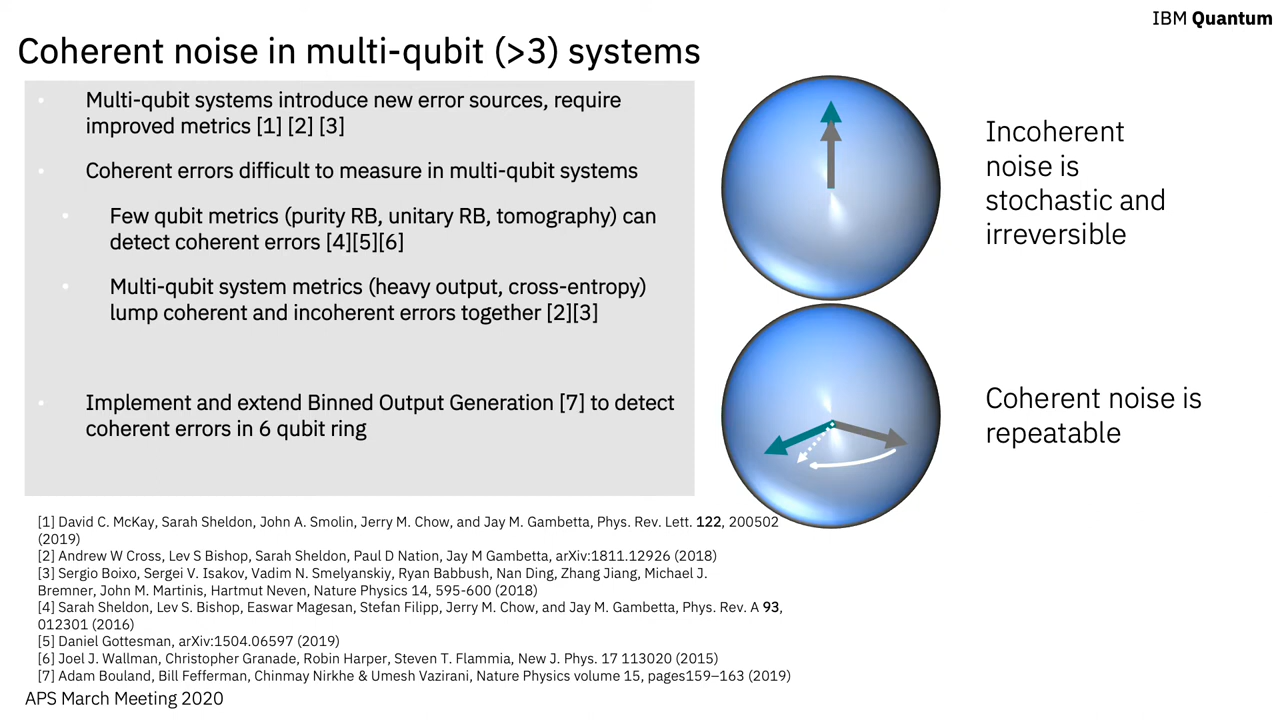 IBM Quantum
Coherent noise in multi-qubit (>3) systems
• Multi-qubit systems introduce new error sources, require
improved metrics [1] [2] [3]
• Coherent errors difficult to measure in multi-qubit systems
• Few qubit metrics (purity RB, unitary RB, tomography) can
detect coherent errors [4][5][6]
• Multi-qubit system metrics (heavy output, cross-entropy)
lump coherent and incoherent errors together [2][3]
• Implement and extend Binned Output Generation [7] to detect
coherent errors in 6 qubit ring
Incoherent
noise is
stochastic and
irreversible
Coherent noise is
repeatable
[1] David C. McKay, Sarah Sheldon, John A. Smolin, Jerry M. Chow, and Jay M. Gambetta, Phys. Rev. Lett. 122, 200502
(2019)
[2] Andrew W Cross, Lev S Bishop, Sarah Sheldon, Paul D Nation, Jay M Gambetta, arXiv:1811.12926 (2018)
[3] Sergio Boixo, Sergei V. Isakov, Vadim N. Smelyanskiy, Ryan Babbush, Nan Ding, Zhang Jiang, Michael J.
Bremner, John M. Martinis, Hartmut Neven, Nature Physics 14, 595-600 (2018)
[4] Sarah Sheldon, Lev S. Bishop, Easwar Magesan, Stefan Filipp, Jerry M. Chow, and Jay M. Gambetta, Phys. Rev. A 93,
012301 (2016)
[5] Daniel Gottesman, arXiv:1504.06597 (2019)
[6] Joel J. Wallman, Christopher Granade, Robin Harper, Steven T. Flammia, New J. Phys. 17 113020 (2015)
[7] Adam Bouland, Bill Fefferman, Chinmay Nirkhe & Umesh Vazirani, Nature Physics volume 15, pages159–163 (2019)
APS March Meeting 2020